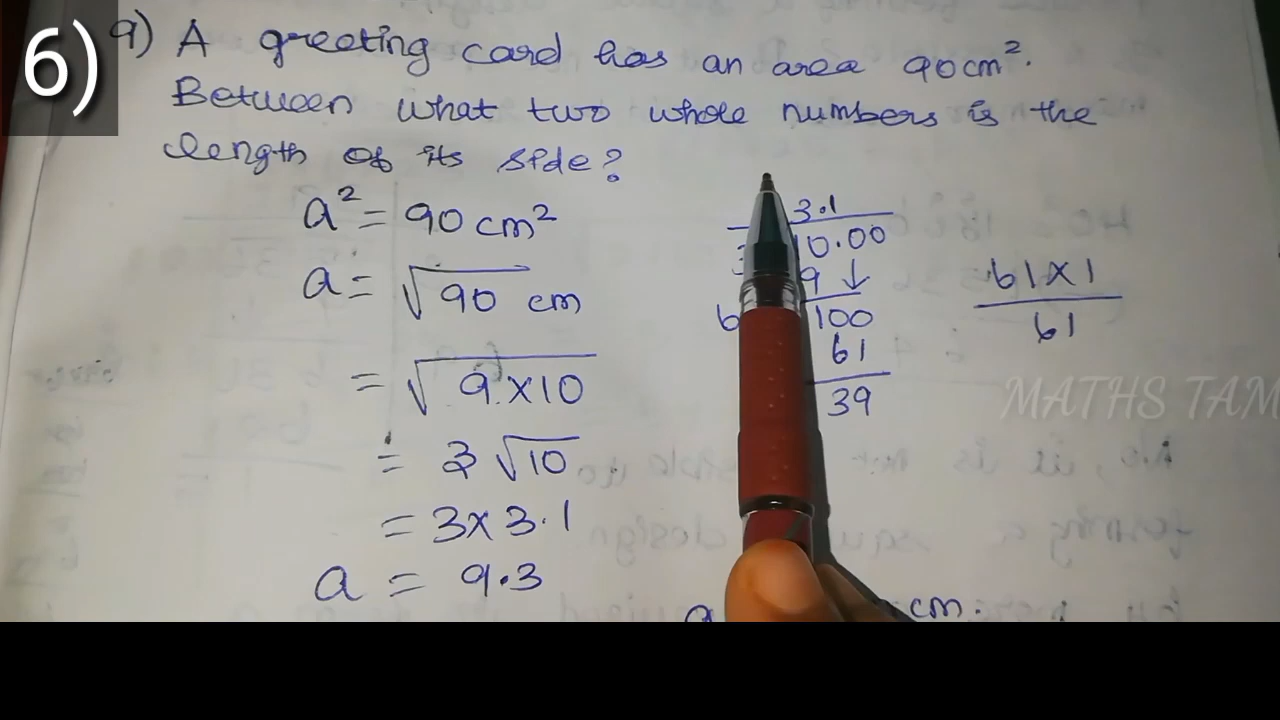 6)
9) A greeting card has an area 90cm².
Between what two whole numbers is the
length of its side?
a² = 90 cm²
a = √90 cm
= √9×10
= 3 √10
= 3×3.1
a = 9.3
3.1
10.00
9 ↓
6 100
61
39
61×1
61
MATHS TAM
cm.